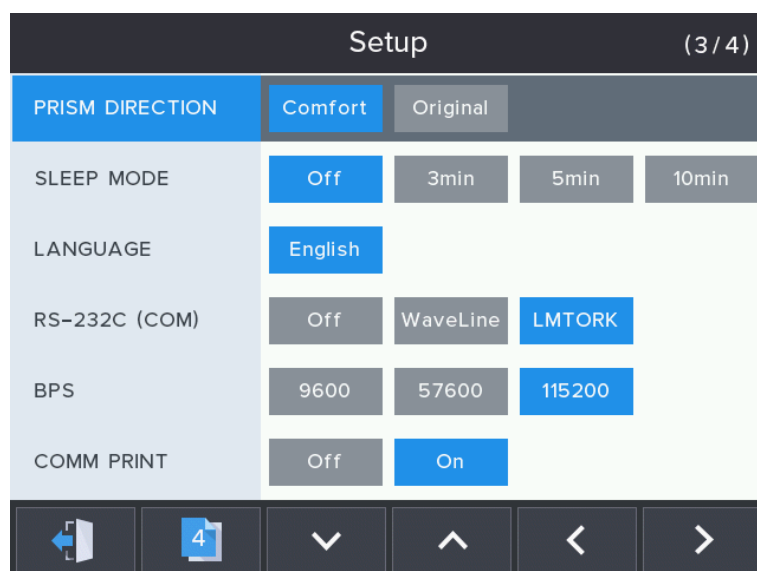 Setup (3/4)
PRISM DIRECTION Comfort Original
SLEEP MODE Off 3min 5min 10min
LANGUAGE English
RS-232C (COM) Off WaveLine LMTORK
BPS 9600 57600 115200
COMM PRINT Off On
4